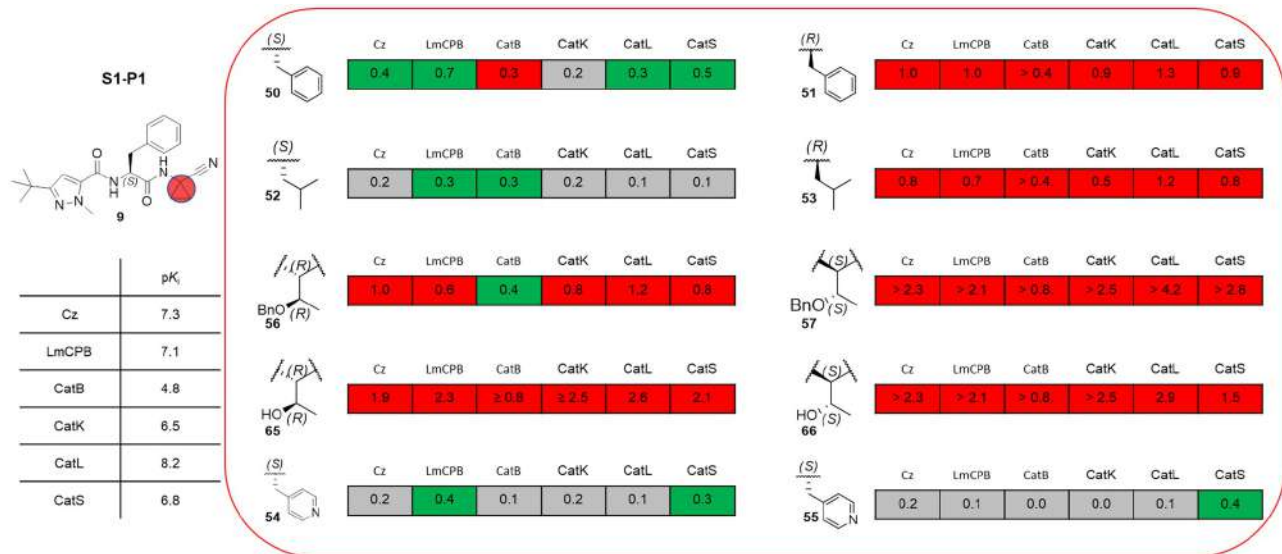 S1-P1
O
N
H
(S)
O
H
N
CN
N
N
9
pKi
Cz 7.3
LmCPB 7.1
CatB 4.8
CatK 6.5
CatL 8.2
CatS 6.8
(S)
50
Cz LmCPB CatB CatK CatL CatS
0.4 0.7 0.3 0.2 0.3 0.5
(R)
51
Cz LmCPB CatB CatK CatL CatS
1.0 1.0 > 0.4 0.9 1.3 0.9
(S)
52
Cz LmCPB CatB CatK CatL CatS
0.2 0.3 0.3 0.2 0.1 0.1
(R)
53
Cz LmCPB CatB CatK CatL CatS
0.8 0.7 > 0.4 0.5 1.2 0.8
(R)
BnO (R)
56
Cz LmCPB CatB CatK CatL CatS
1.0 0.6 0.4 0.8 1.2 0.8
(S)
BnO (S)
57
Cz LmCPB CatB CatK CatL CatS
> 2.3 > 2.1 > 0.8 > 2.5 > 4.2 > 2.8
(R)
HO (R)
65
Cz LmCPB CatB CatK CatL CatS
1.9 2.3 ≥ 0.8 ≥ 2.5 2.6 2.1
(S)
HO (S)
66
Cz LmCPB CatB CatK CatL CatS
> 2.3 > 2.1 > 0.8 > 2.5 2.9 1.5
(S)
N
54
Cz LmCPB CatB CatK CatL CatS
0.2 0.4 0.1 0.2 0.1 0.3
(S)
N
55
Cz LmCPB CatB CatK CatL CatS
0.2 0.1 0.0 0.0 0.1 0.4